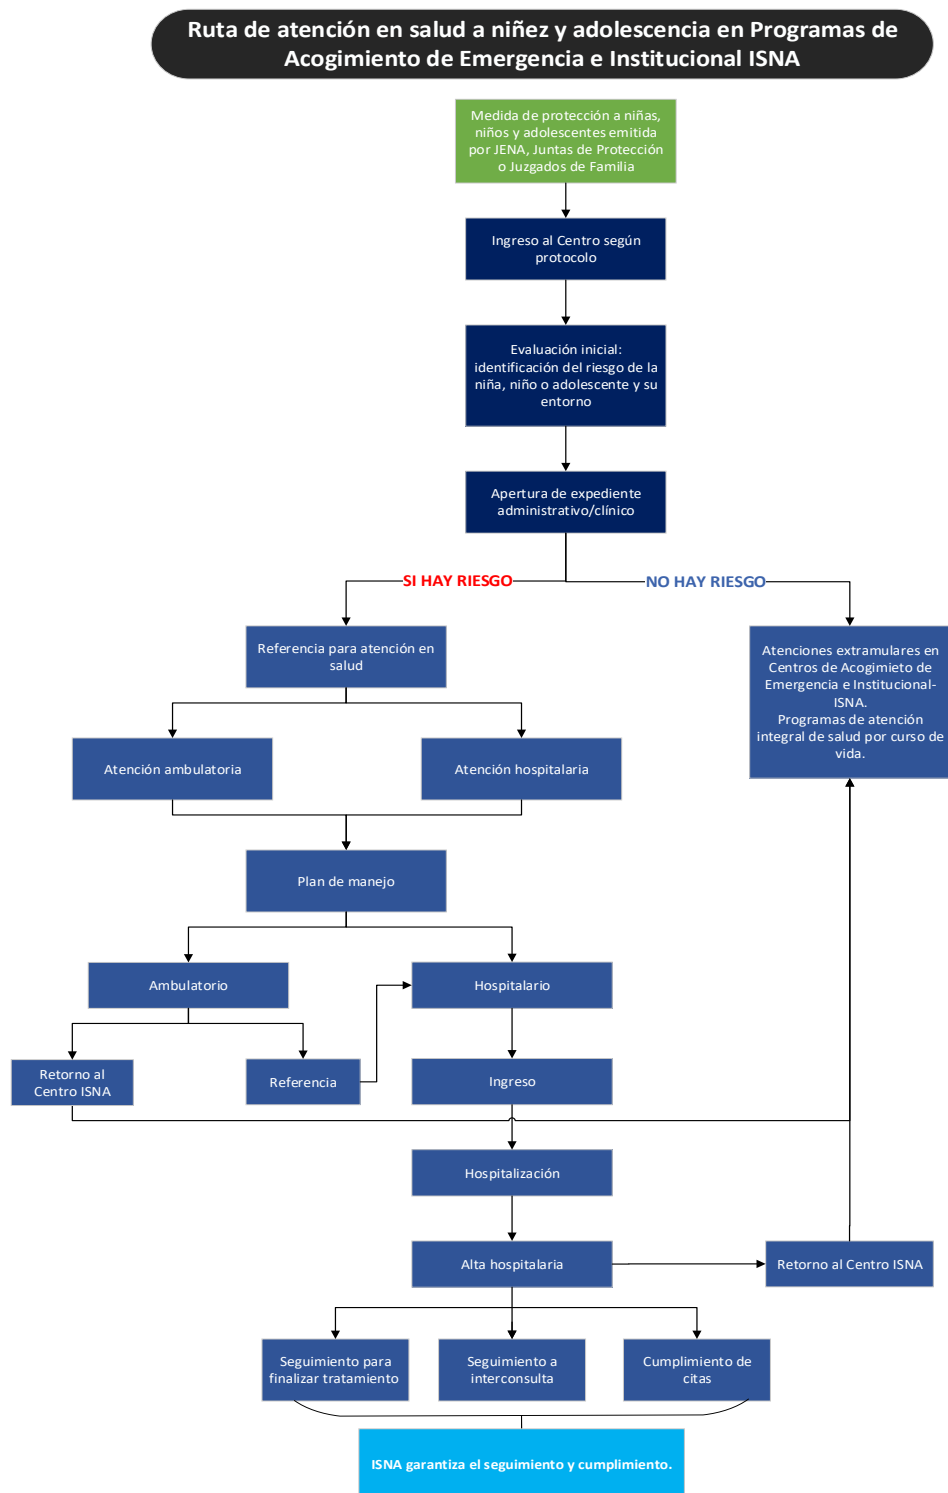 Ruta de atención en salud a niñez y adolescencia en Programas de
Acogimiento de Emergencia e Institucional ISNA
Medida de protección a niñas,
niños y adolescentes emitida
por JENA, Juntas de Protección
o Juzgados de Familia
Ingreso al Centro según
protocolo
Evaluación inicial:
identificación del riesgo de la
niña, niño o adolescente y su
entorno
Apertura de expediente
administrativo/clínico
SI HAY RIESGO
NO HAY RIESGO
Referencia para atención en
salud
Atenciones extramulares en
Centros de Acogimieto de
Emergencia e Institucional-
ISNA.
Programas de atención
integral de salud por curso de
vida.
Atención ambulatoria
Atención hospitalaria
Plan de manejo
Ambulatorio
Hospitalario
Retorno al
Centro ISNA
Referencia
Ingreso
Hospitalización
Alta hospitalaria
Retorno al Centro ISNA
Seguimiento para
finalizar tratamiento
Seguimiento a
interconsulta
Cumplimiento de
citas
ISNA garantiza el seguimiento y cumplimiento.